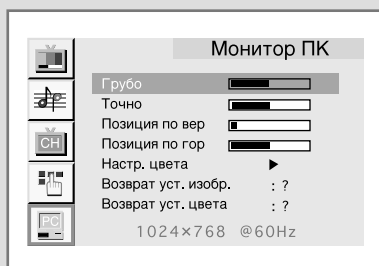 Монитор ПК
Грубо
Точно
Позиция по вер
Позиция по гор
Настр. цвета
Возврат уст. изобр. : ?
CH
Возврат уст. цвета : ?
PC
1024×768 @60Hz